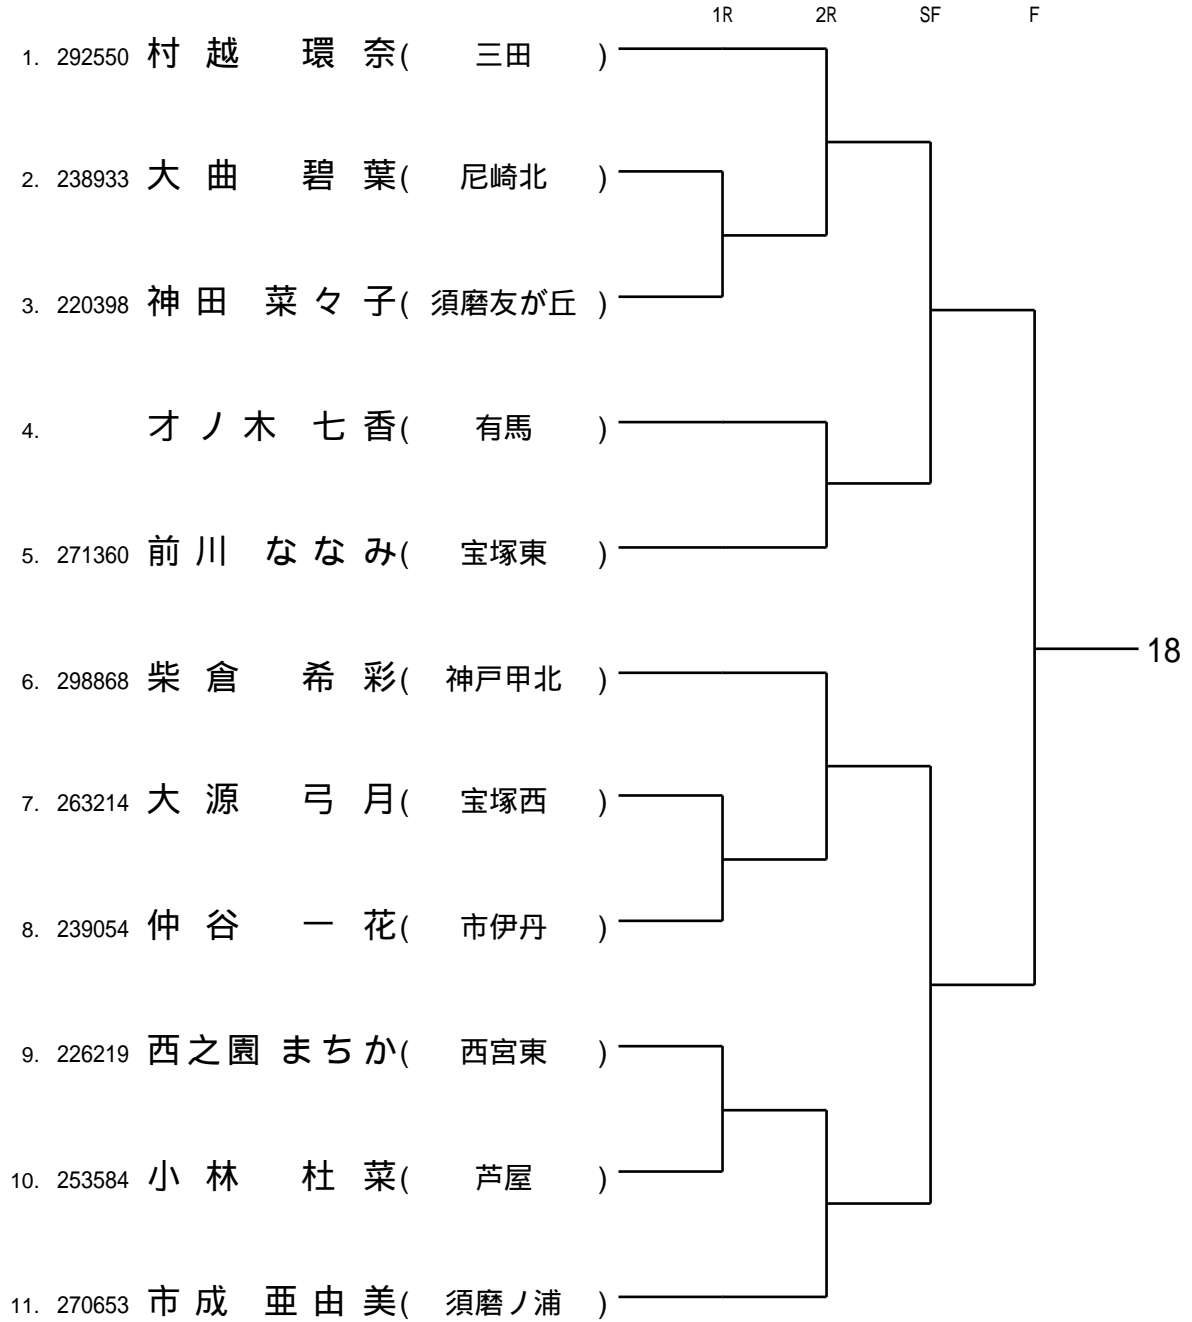 1R 2R SF F
1. 292550 村越 環奈( 三田 )
2. 238933 大曲 碧葉( 尼崎北 )
3. 220398 神田 菜々子( 須磨友が丘 )
4. オノ木 七香( 有馬 )
5. 271360 前川 ななみ( 宝塚東 )
18
6. 298868 柴倉 希彩( 神戸甲北 )
7. 263214 大源 弓月( 宝塚西 )
8. 239054 仲谷 一花( 市伊丹 )
9. 226219 西之園 まちか( 西宮東 )
10. 253584 小林 杜菜( 芦屋 )
11. 270653 市成 亜由美( 須磨ノ浦 )